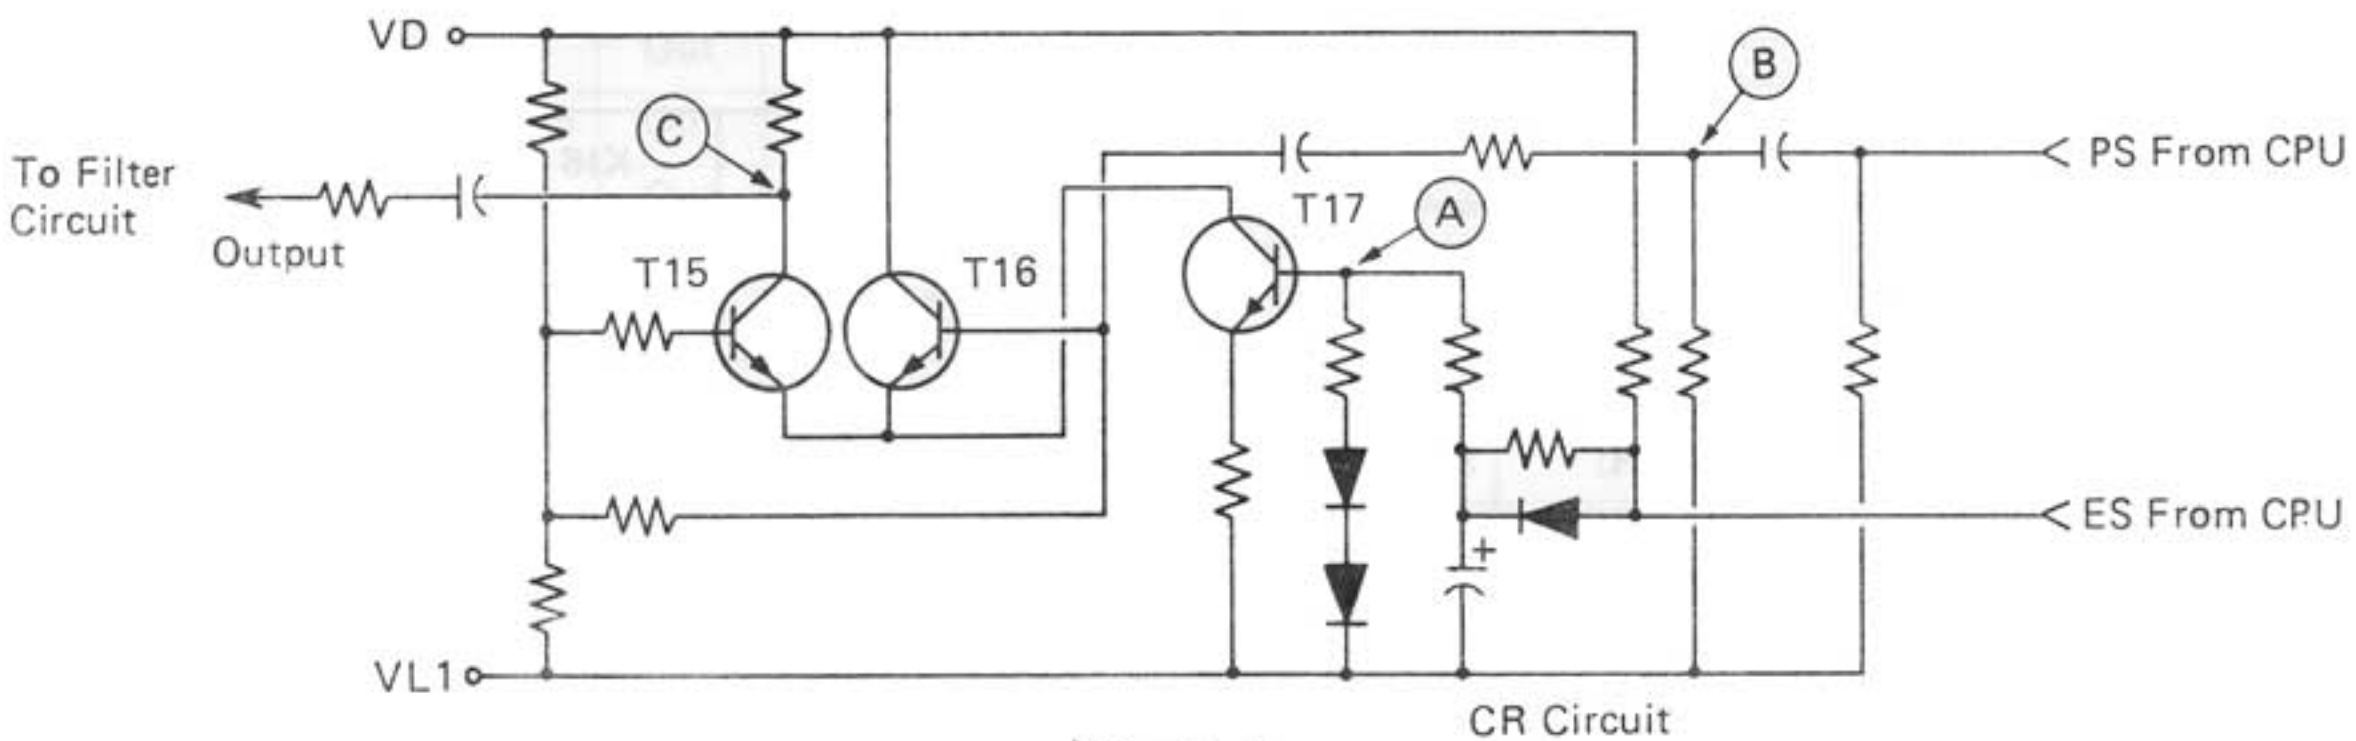 VD
B
C
PS From CPU
To Filter
Circuit
Output
T17
A
T15
T16
ES From CPU
+
VL1
CR Circuit